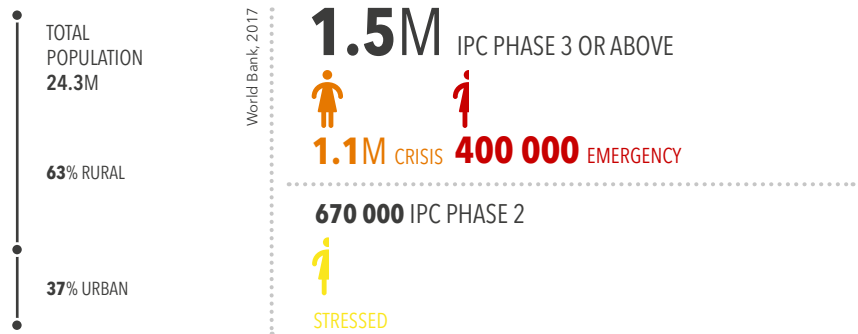 TOTAL
POPULATION
24.3M
63% RURAL
37% URBAN
World Bank, 2017
1.5M IPC PHASE 3 OR ABOVE
1.1M CRISIS 400 000 EMERGENCY
670 000 IPC PHASE 2
STRESSED